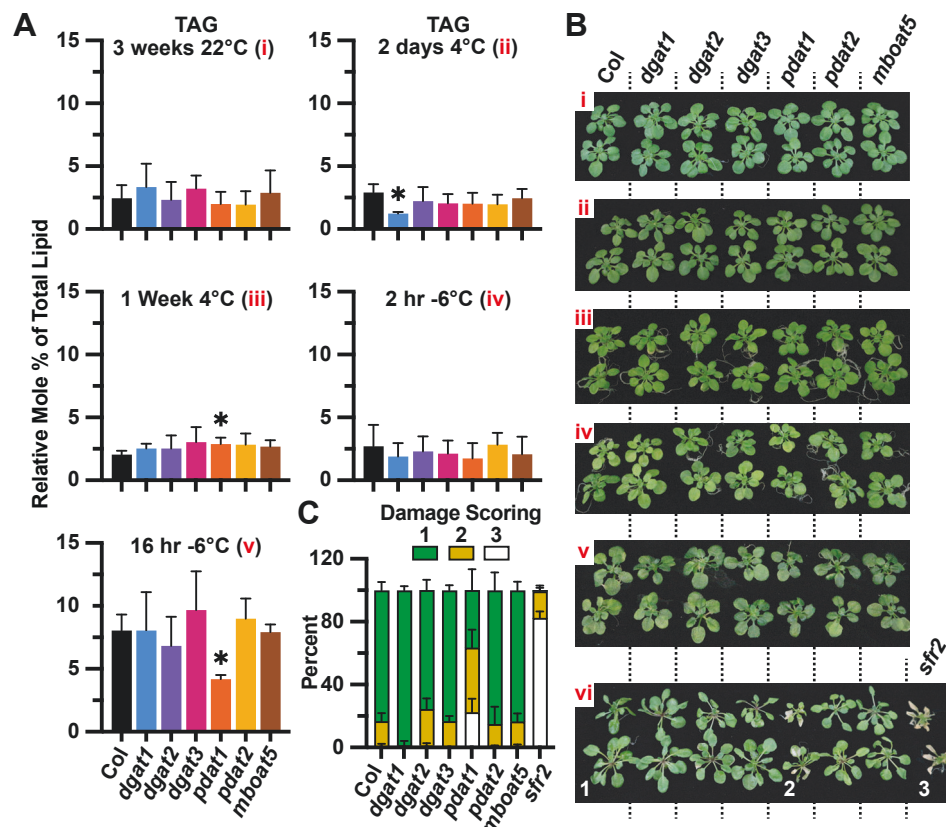 A
TAG
3 weeks 22°C (i)
15
10
5
0
TAG
2 days 4°C (ii)
15
10
5
0
*
Relative Mole % of Total Lipid
1 Week 4°C (iii)
15
10
5
0
*
2 hr -6°C (iv)
15
10
5
0
16 hr -6°C (v)
15
10
5
0
*
Col
dgat1
dgat2
dgat3
pdat1
pdat2
mboat5
C
Damage Scoring
1 2 3
Percent
120
80
40
0
Col
dgat1
dgat2
dgat3
pdat1
pdat2
mboat5
sfr2
B
Col
dgat1
dgat2
dgat3
pdat1
pdat2
mboat5
i
ii
iii
iv
v
sfr2
vi
1 2 3